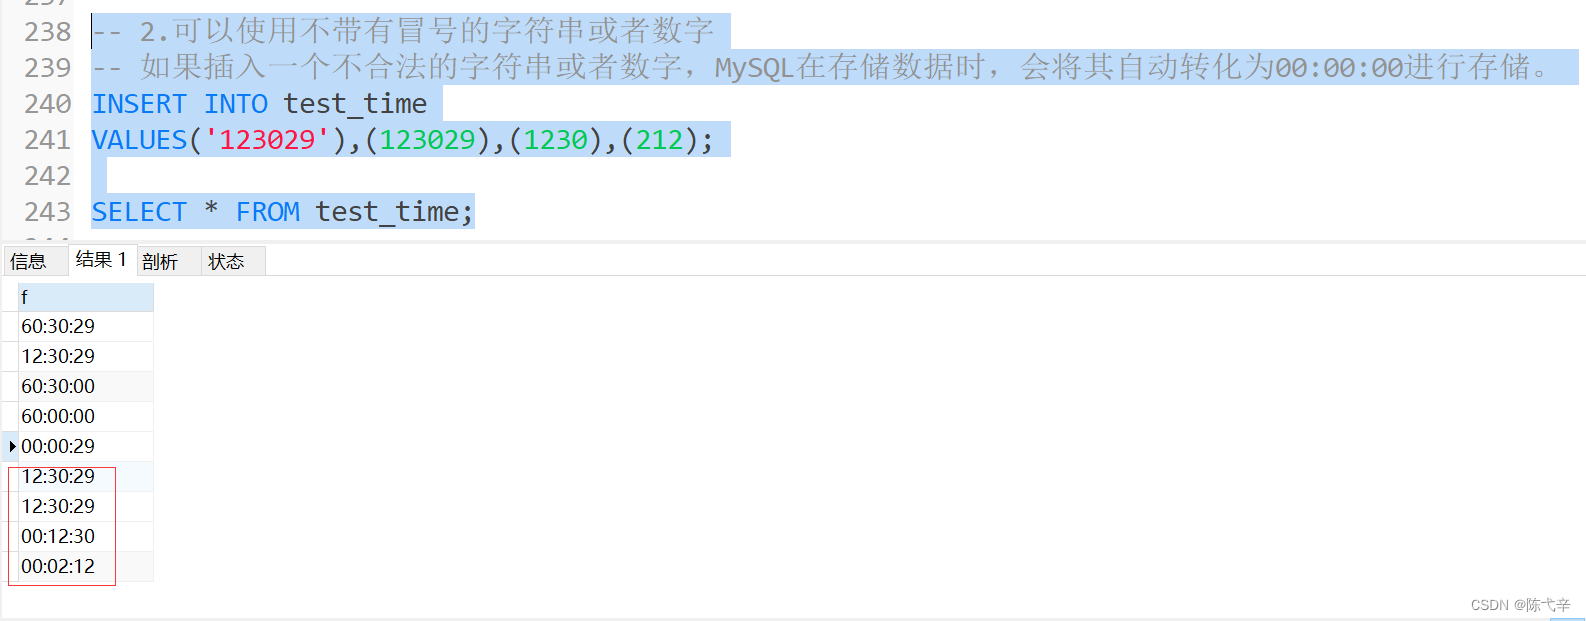 238 -- 2.可以使用不带有冒号的字符串或者数字
239 -- 如果插入一个不合法的字符串或者数字，MySQL在存储数据时，会将其自动转化为00:00:00进行存储。
240 INSERT INTO test_time
241 VALUES('123029'),(123029),(1230),(212);
242
243 SELECT * FROM test_time;
信息 结果 1 剖析 状态
f
60:30:29
12:30:29
60:30:00
60:00:00
00:00:29
12:30:29
12:30:29
00:12:30
00:02:12
CSDN @陈弋辛